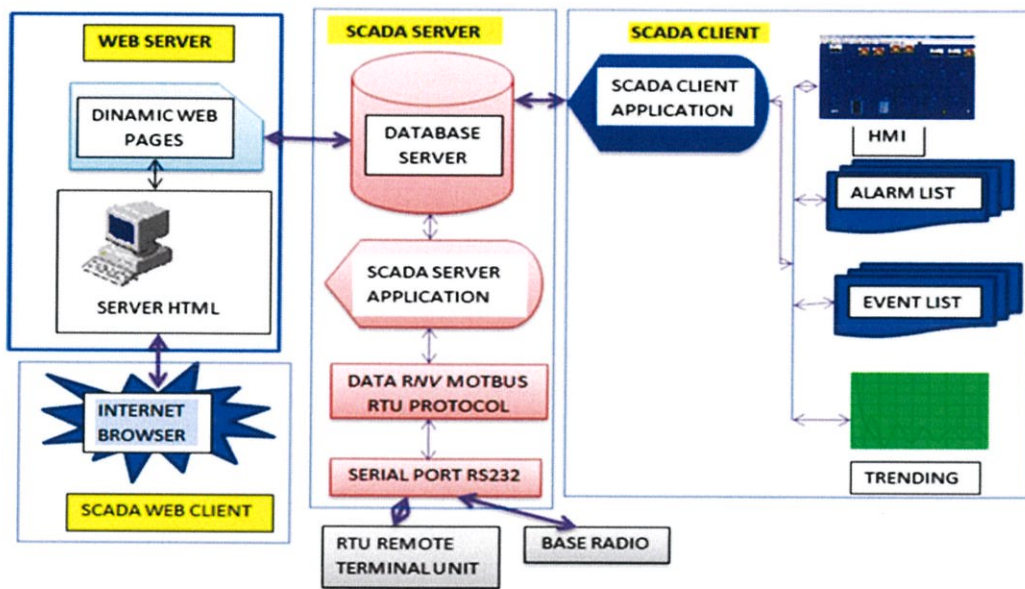 WEB SERVER
DINAMIC WEB
PAGES
SERVER HTML
INTERNET
BROWSER
SCADA WEB CLIENT
SCADA SERVER
DATABASE
SERVER
SCADA SERVER
APPLICATION
DATA RNV MOTBUS
RTU PROTOCOL
SERIAL PORT RS232
RTU REMOTE
TERMINAL UNIT
BASE RADIO
SCADA CLIENT
SCADA CLIENT
APPLICATION
HMI
ALARM LIST
EVENT LIST
TRENDING